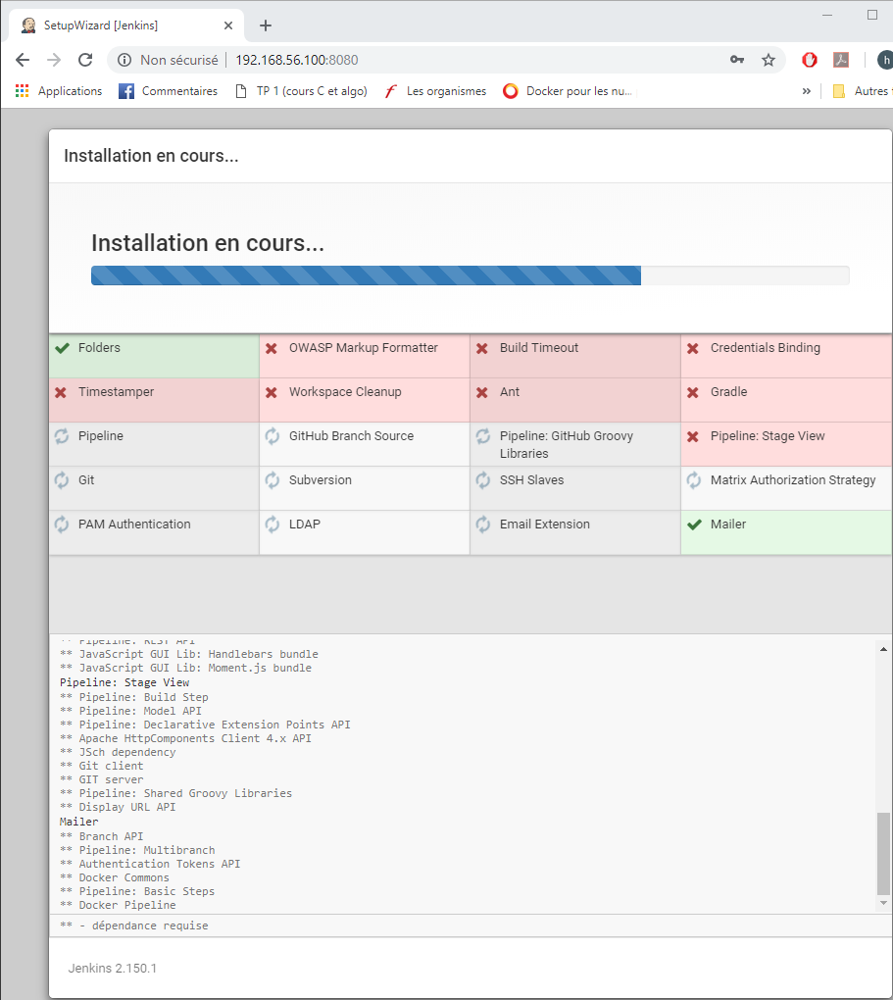 SetupWizard [Jenkins]
Non sécurisé
192.168.56.100:8080
h
Applications
Commentaires
TP 1 (cours C et algo)
Les organismes
Docker pour les nu...
»
Autres
Installation en cours...
Installation en cours...
Folders
OWASP Markup Formatter
Build Timeout
Credentials Binding
Timestamper
Workspace Cleanup
Ant
Gradle
Pipeline
GitHub Branch Source
Pipeline: GitHub Groovy
Libraries
Pipeline: Stage View
Git
Subversion
SSH Slaves
Matrix Authorization Strategy
PAM Authentication
LDAP
Email Extension
Mailer
** Pipeline: REST API
** JavaScript GUI Lib: Handlebars bundle
** JavaScript GUI Lib: Moment.js bundle
Pipeline: Stage View
** Pipeline: Build Step
** Pipeline: Model API
** Pipeline: Declarative Extension Points API
** Apache HttpComponents Client 4.x API
** JSch dependency
** Git client
** GIT server
** Pipeline: Shared Groovy Libraries
** Display URL API
Mailer
** Branch API
** Pipeline: Multibranch
** Authentication Tokens API
** Docker Commons
** Pipeline: Basic Steps
** Docker Pipeline
** - dépendance requise
Jenkins 2.150.1